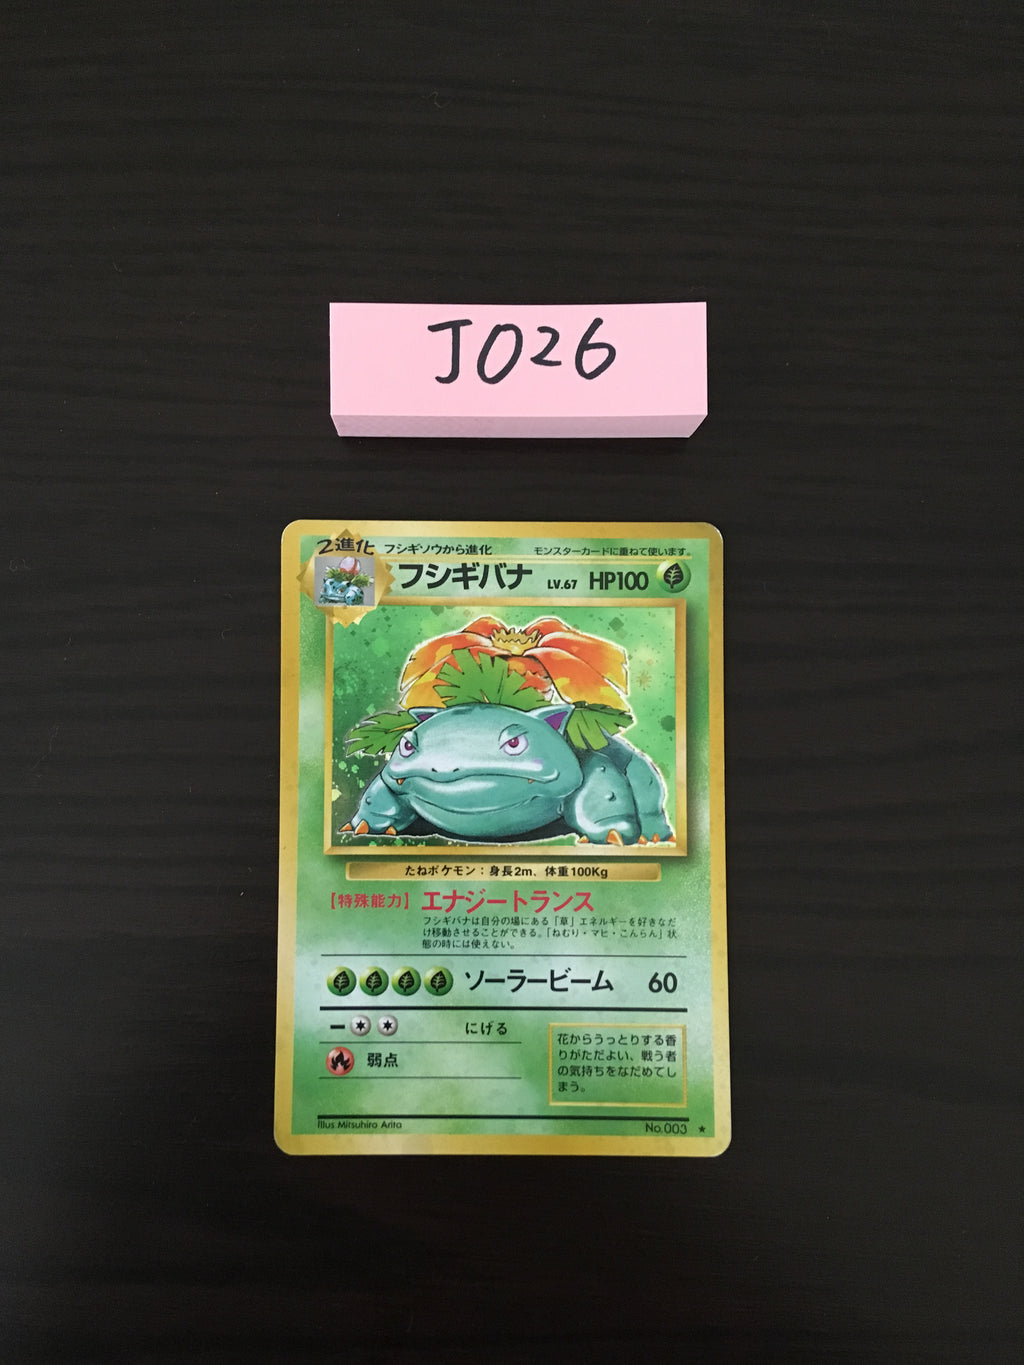 J026
2進化 フシギソウから進化 モンスターカードに重ねて使います。
フシギバナ LV.67 HP100
たねポケモン：身長2m、体重100Kg
【特殊能力】 エナジートランス
フシギバナは自分の場にある「草」エネルギーを好きなだ
け移動させることができる。「ねむり・マヒ・こんらん」状
態の時には使えない。
ソーラービーム 60
ー にげる
弱点
花からうっとりする香
りがただよい、戦う者
の気持ちをなだめてし
まう。
Illus.Mitsuhiro Arita No.003 ★